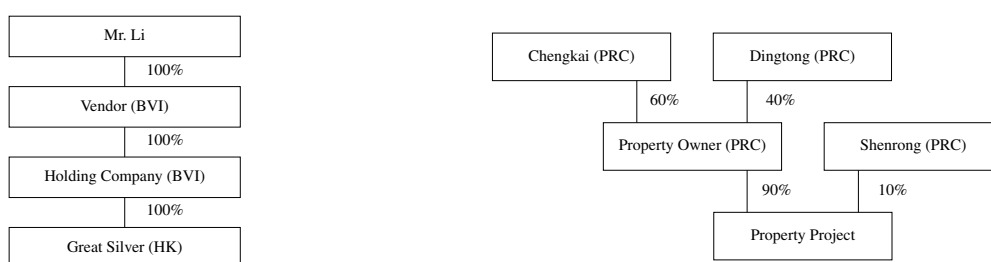 Mr. Li
100%
Vendor (BVI)
100%
Holding Company (BVI)
100%
Great Silver (HK)
Chengkai (PRC)
Dingtong (PRC)
60%
40%
Property Owner (PRC)
Shenrong (PRC)
90%
10%
Property Project